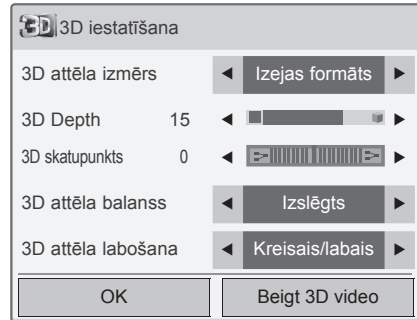 3D 3D iestatīšana
3D attēla izmērs Izejas formāts
3D Depth 15
3D skatupunkts 0
3D attēla balanss Izslēgts
3D attēla labošana Kreisais/labais
OK Beigt 3D video